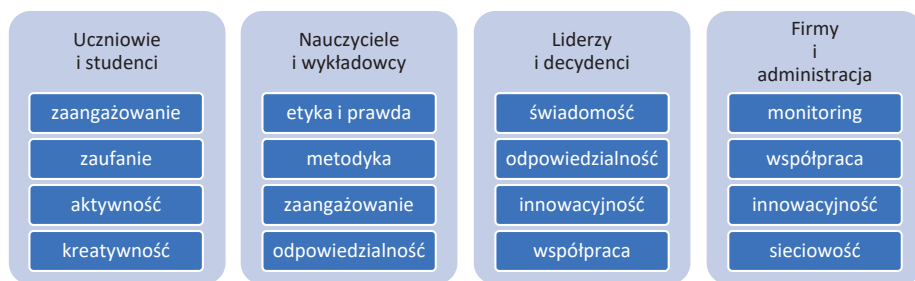 Uczniowie
i studenci
zaangażowanie
zaufanie
aktywność
kreatywność
Nauczyciele
i wykładowcy
etyka i prawda
metodyka
zaangażowanie
odpowiedzialność
Liderzy
i decydenci
świadomość
odpowiedzialność
innowacyjność
współpraca
Firmy
i
administracja
monitoring
współpraca
innowacyjność
sieciowość